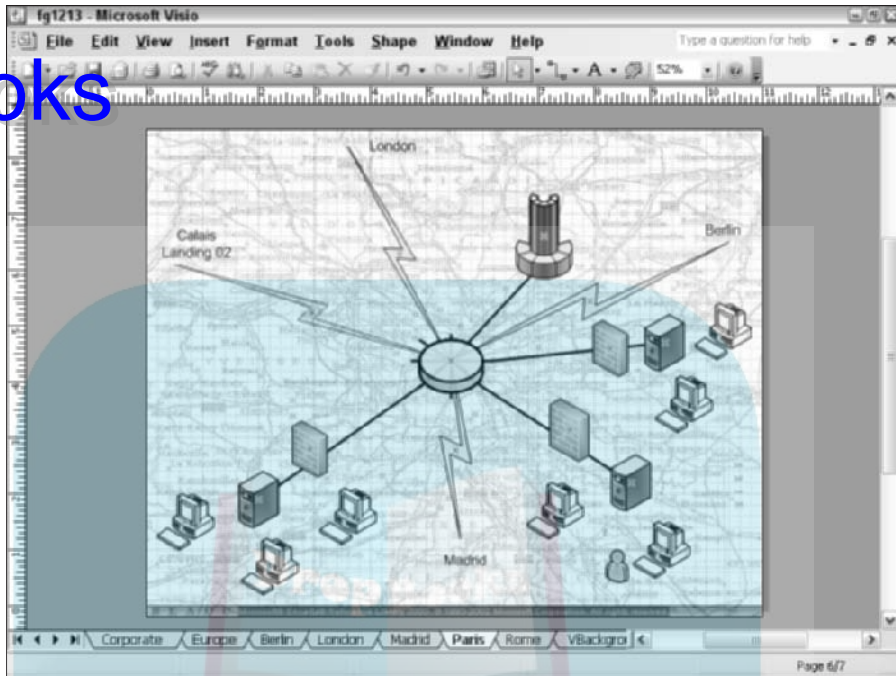 fg1213 - Microsoft Visio
File Edit View Insert Format Tools Shape Window Help Type a question for help
oks
52%
London
Calais
Landing 02
Berlin
Madrid
Corporate Europe Berlin London Madrid Paris Rome VBackgrou
Page 6/7